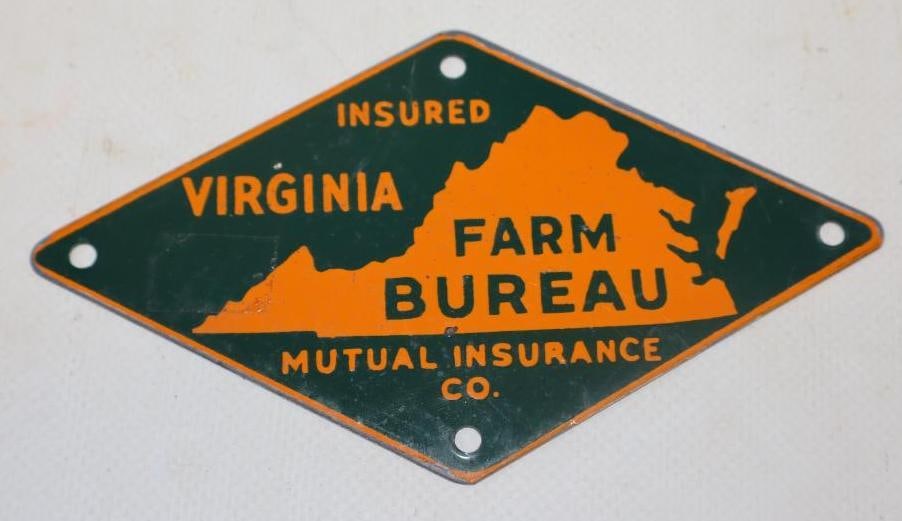 INSURED
VIRGINIA
FARM
BUREAU
MUTUAL INSURANCE
CO.